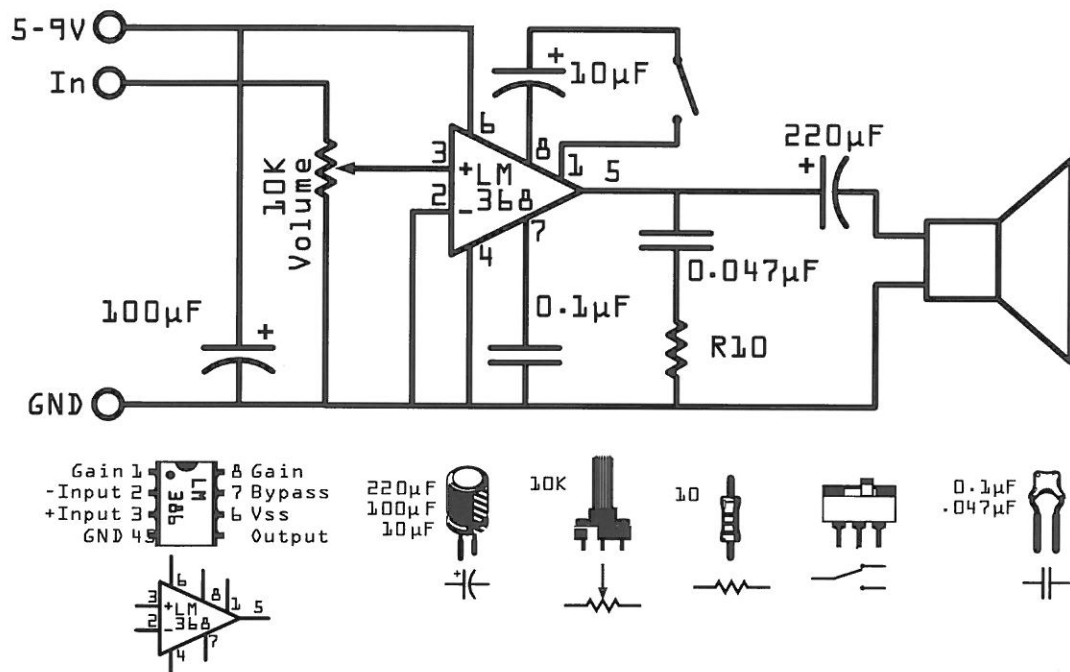 5-9V
In
10µF
220µF
6
8
3
+
LM
1
5
10K
Volume
2
-
368
7
4
0.047µF
0.1µF
100µF
+
R10
GND
Gain 1
8 Gain
-Input 2
LM
7 Bypass
+Input 3
386
6 Vss
GND 4
5
Output
220µF
100µF
10µF
10K
10
0.1µF
.047µF
6
8
3
+
LM
1
5
2
-
368
7
4